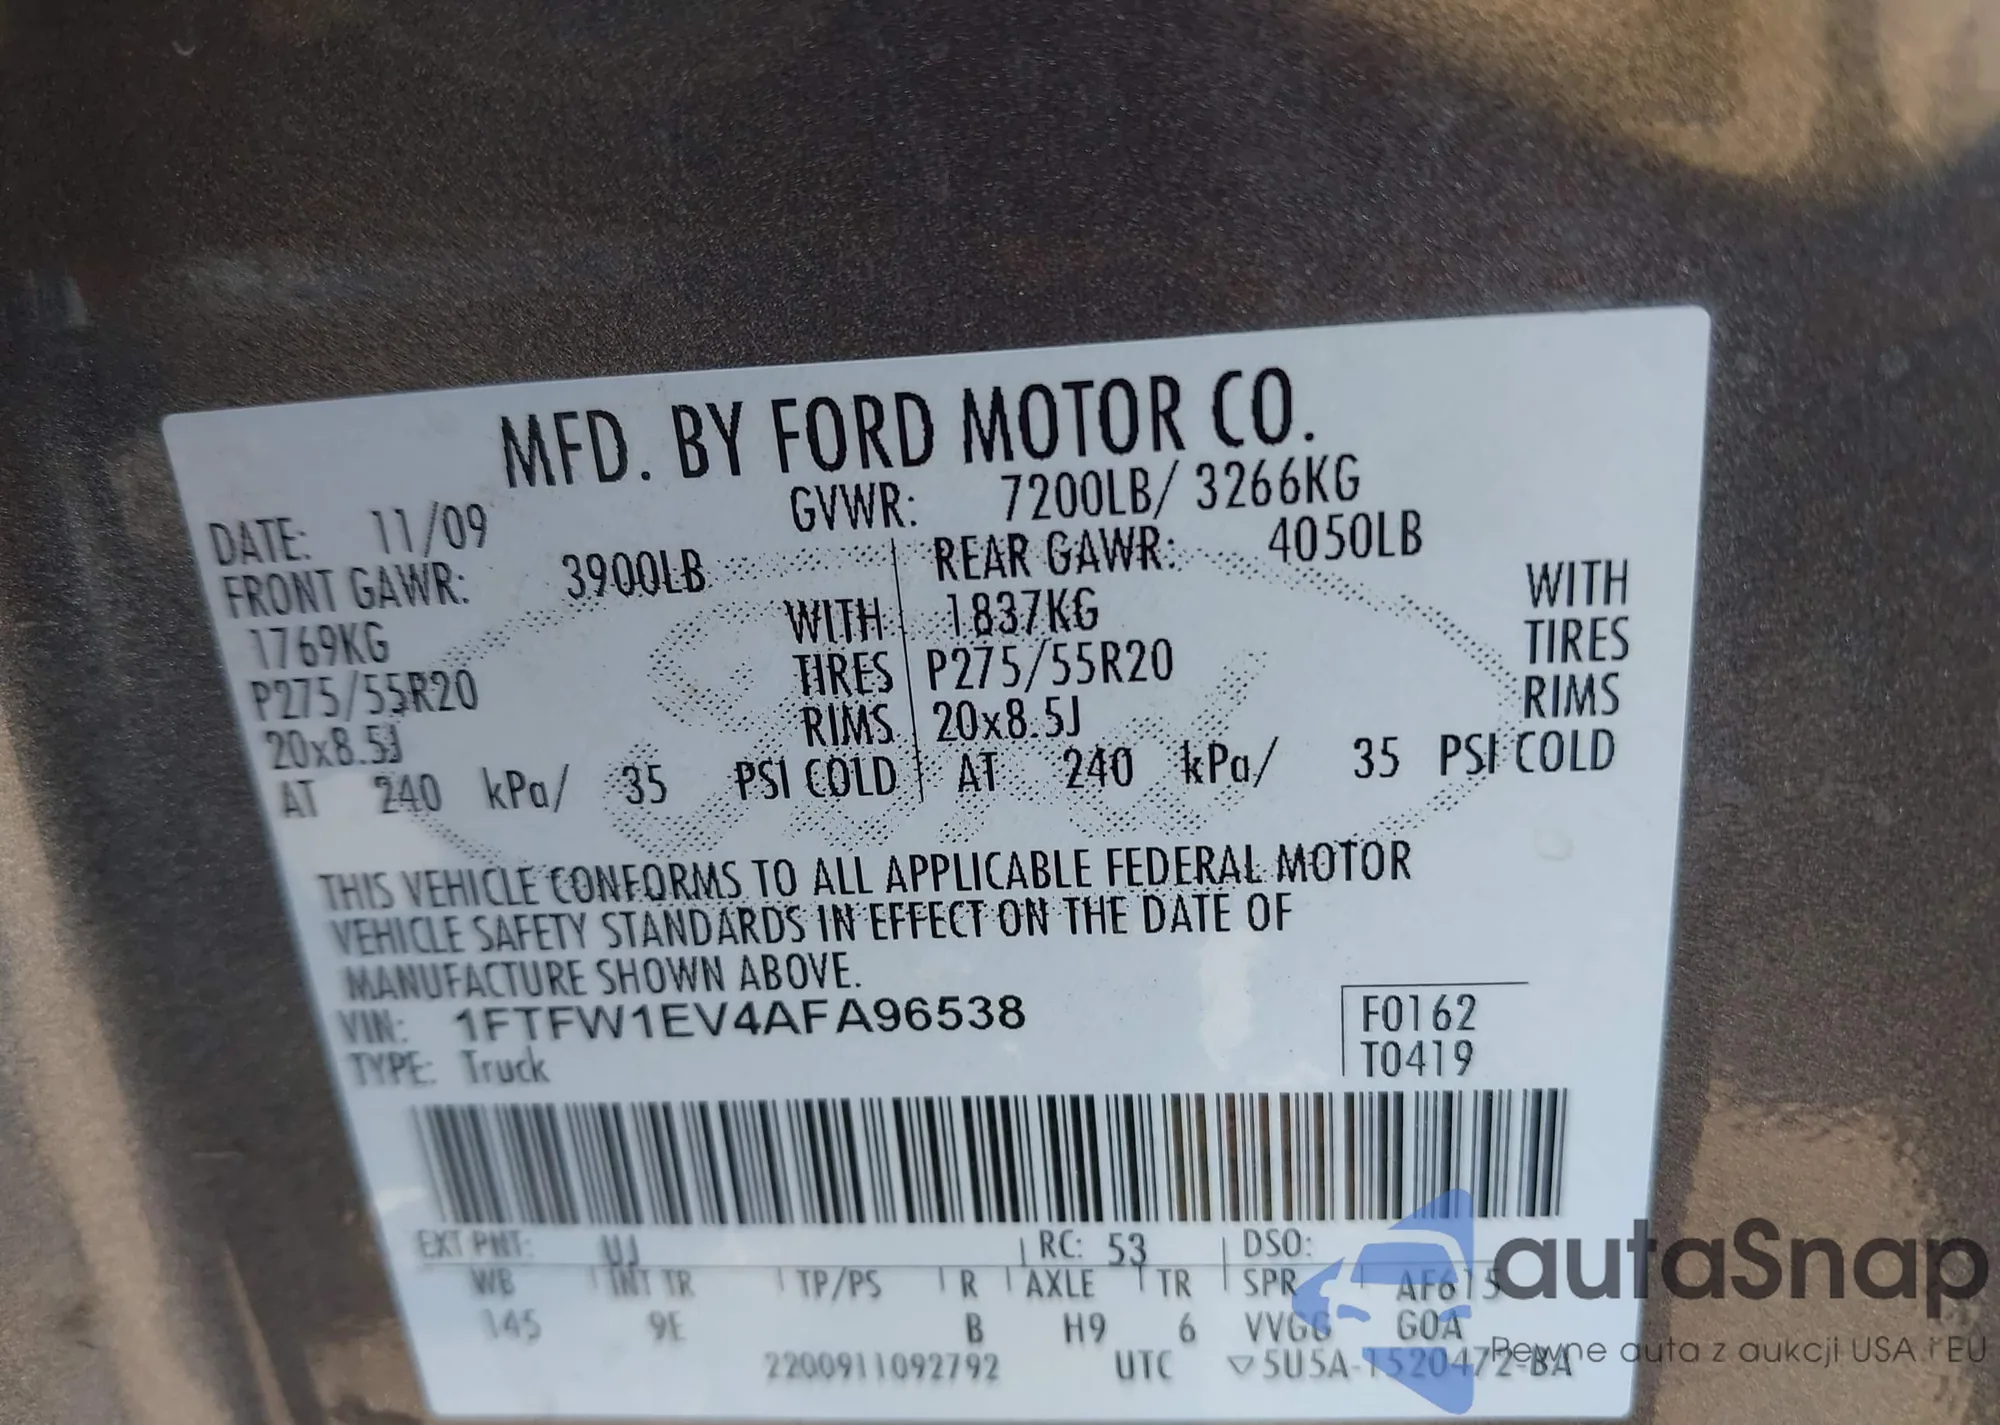 MFD. BY FORD MOTOR CO.
DATE: 11/09 GVWR: 7200LB/ 3266KG
FRONT GAWR: 3900LB REAR GAWR: 4050LB
1769KG WITH 1837KG WITH
P275/55R20 TIRES P275/55R20 TIRES
20x8.5J RIMS 20x8.5J RIMS
AT 240 kPa/ 35 PSI COLD AT 240 kPa/ 35 PSI COLD
THIS VEHICLE CONFORMS TO ALL APPLICABLE FEDERAL MOTOR
VEHICLE SAFETY STANDARDS IN EFFECT ON THE DATE OF
MANUFACTURE SHOWN ABOVE.
VIN: 1FTFW1EV4AFA96538 F0162
TYPE: Truck T0419
EXT PNT: UJ RC: 53 DSO:
WB INT TR TP/PS R AXLE TR SPR AF615
145 9E B H9 6 VVGG GOA
2200911092792 UTC ▽5U5A-1520472-BA
autaSnap
Pewne auta z aukcji USA i EU